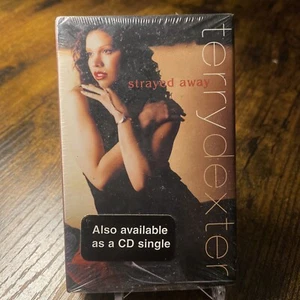 strayed away
terrydexter
Also available
as a CD single